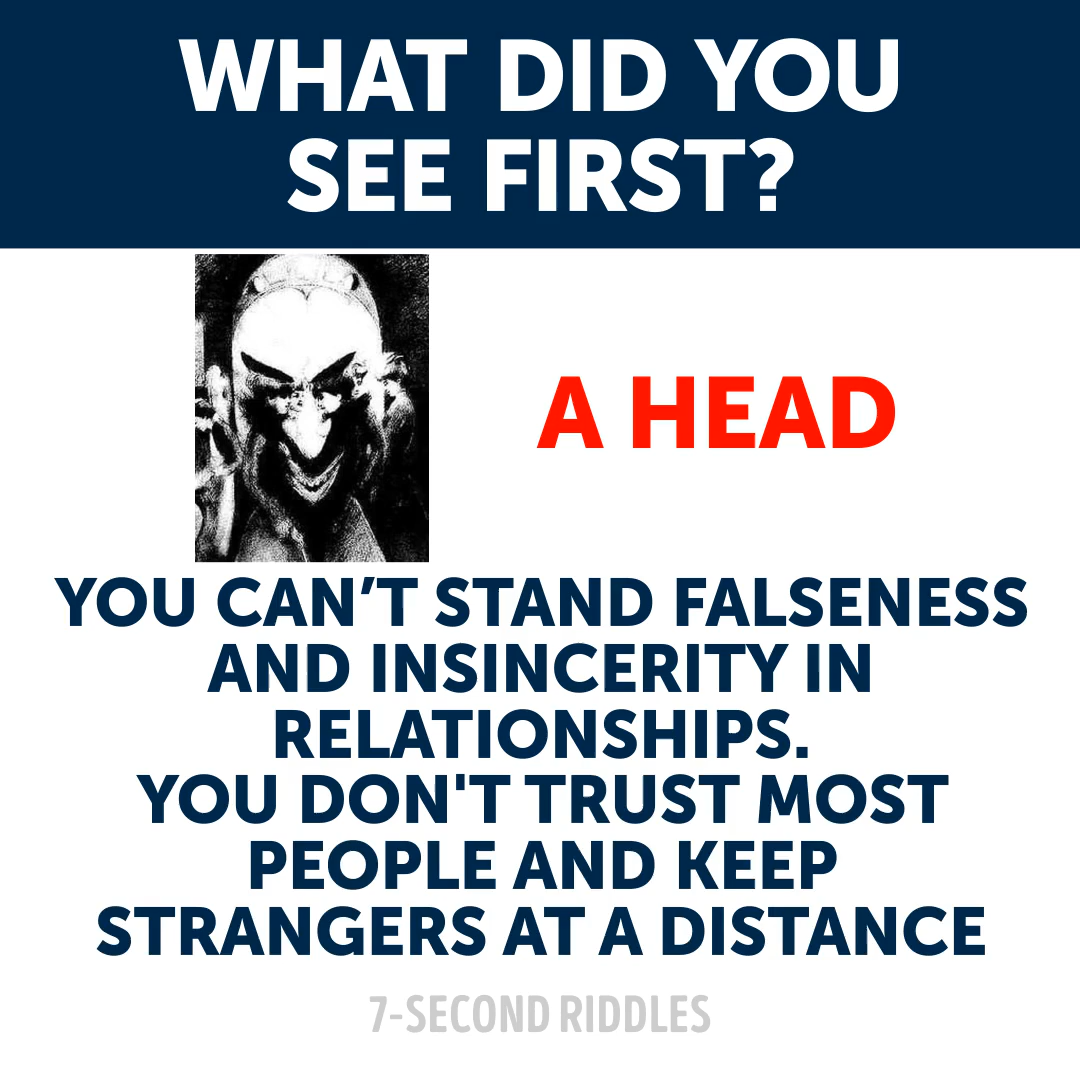 WHAT DID YOU
SEE FIRST?
A HEAD
YOU CAN’T STAND FALSENESS
AND INSINCERITY IN
RELATIONSHIPS.
YOU DON'T TRUST MOST
PEOPLE AND KEEP
STRANGERS AT A DISTANCE
7-SECOND RIDDLES